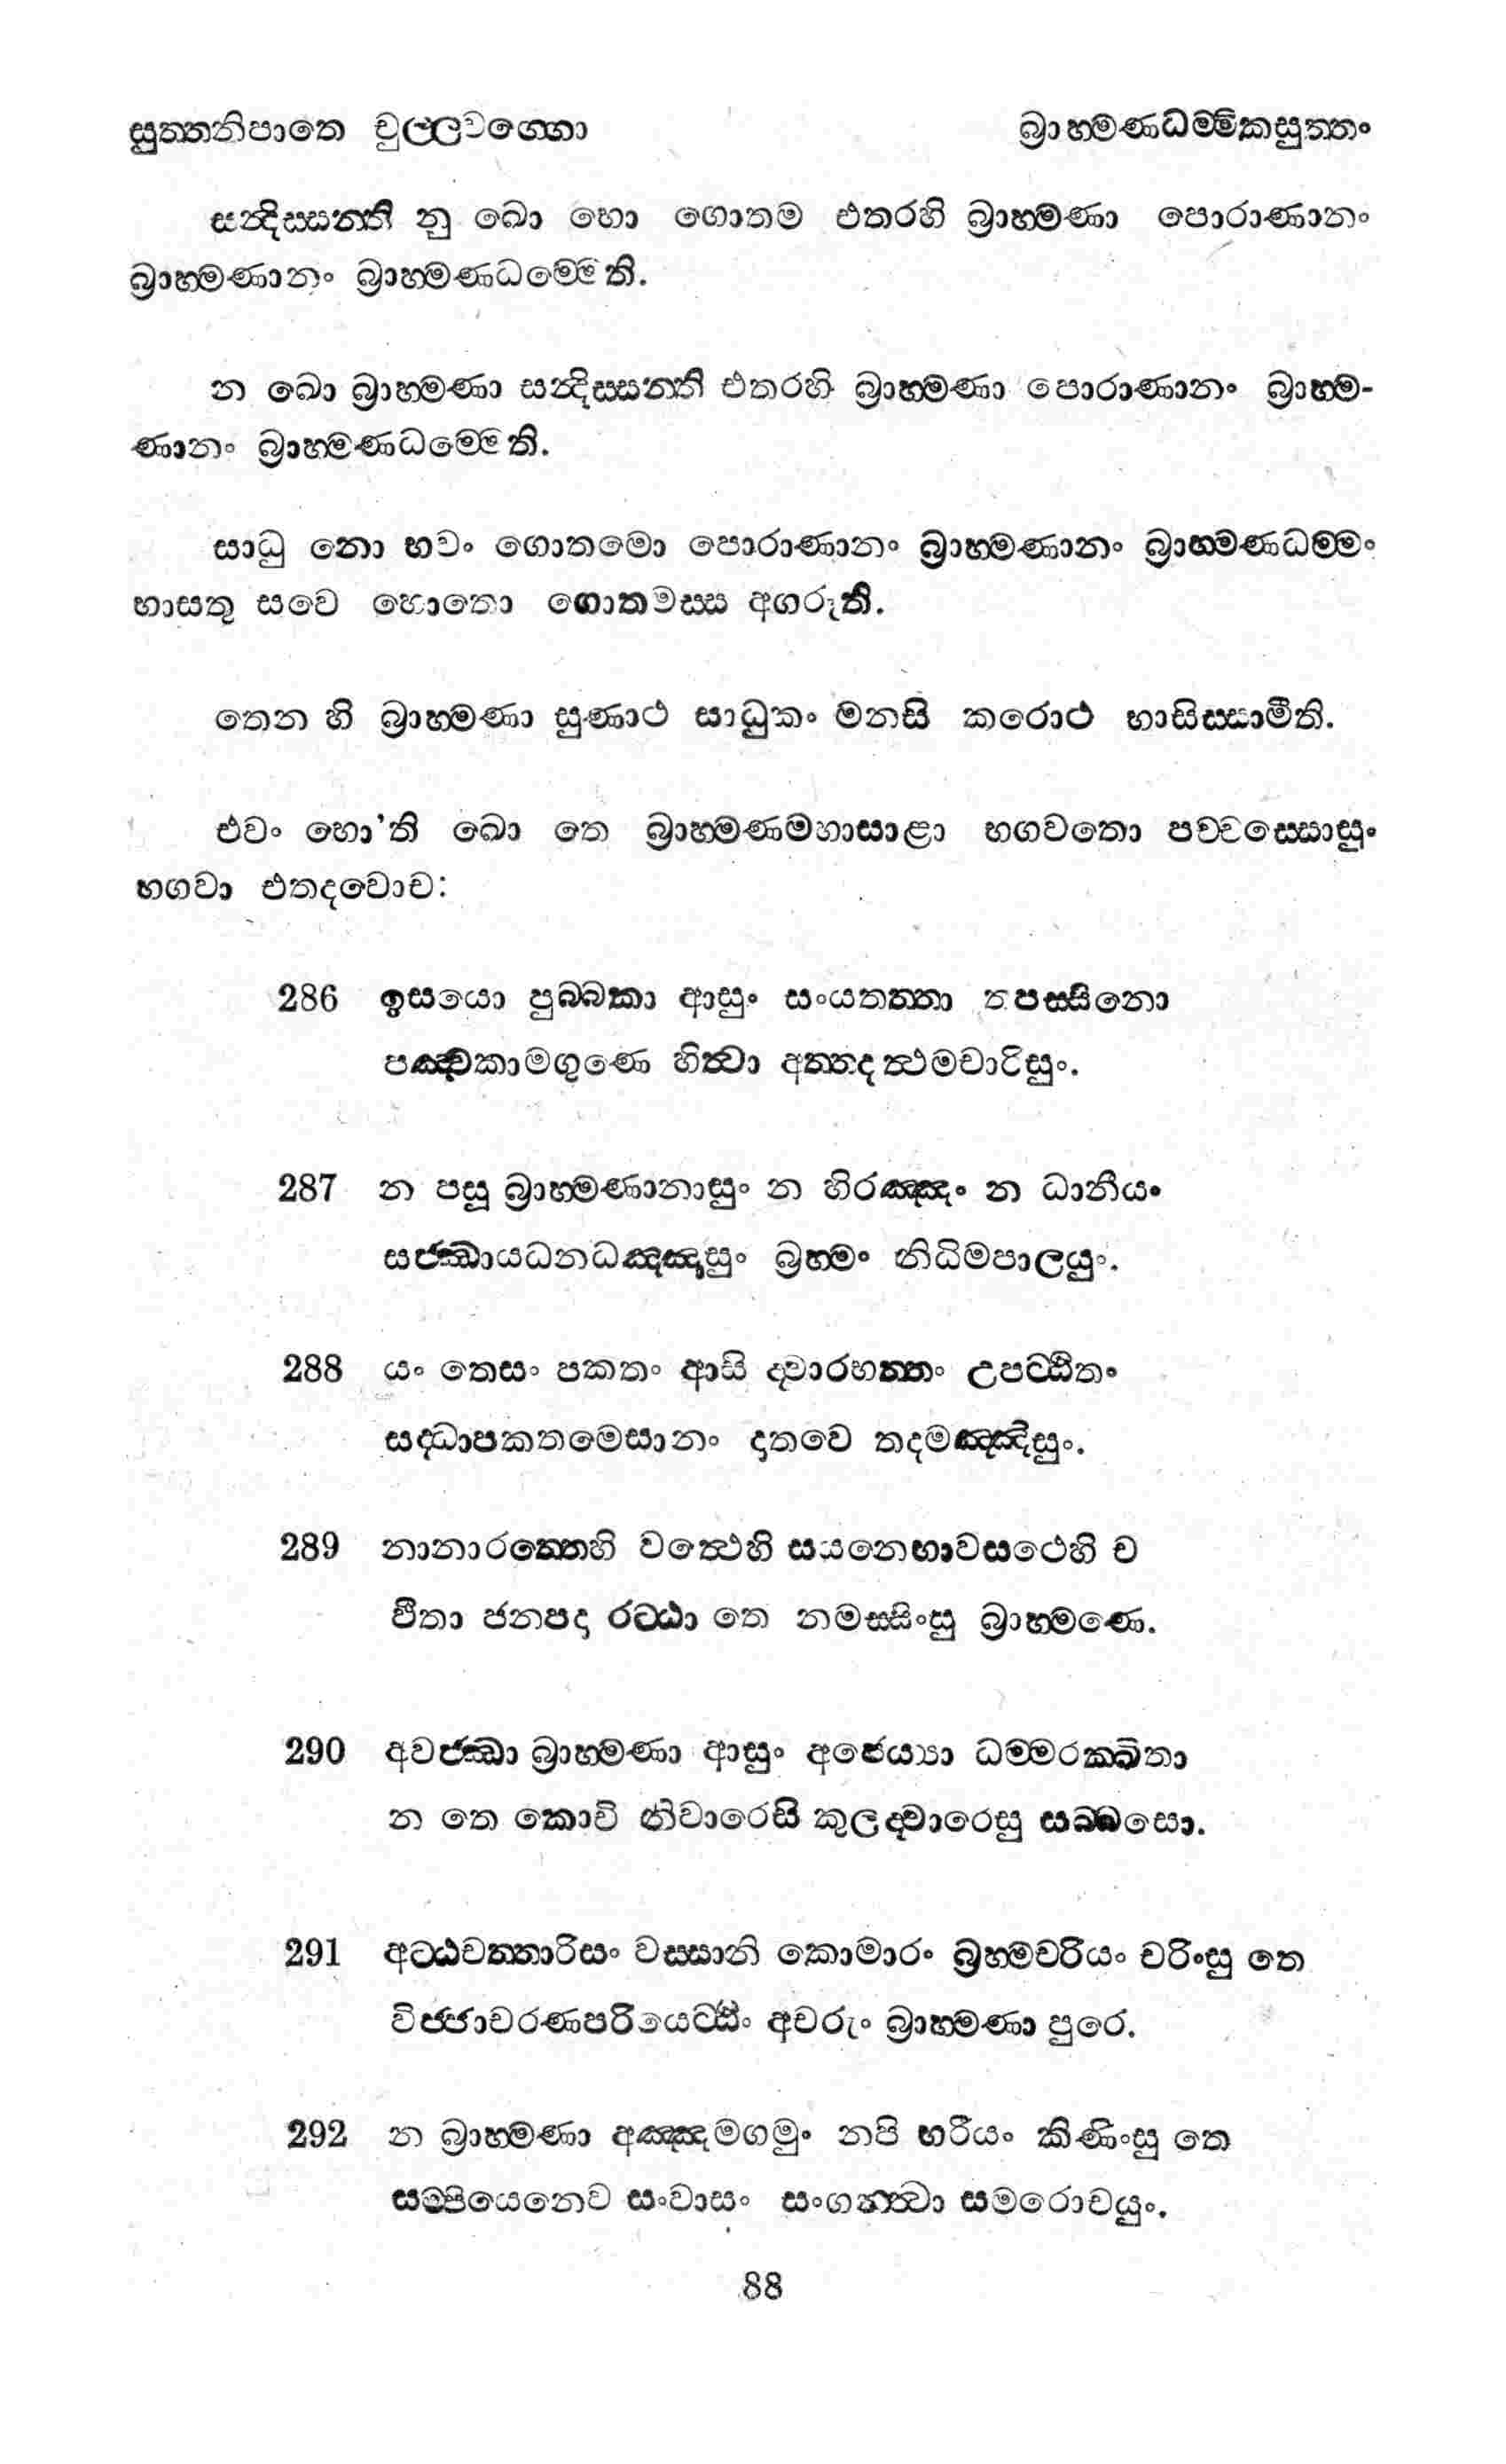 සුත්තනිපාතෙ චුල්ලවග්ගො බ්‍රාහ්මණධම්මිකසුත්තං
සන්දිස්සන්ති නු ඛො භො ගොතම එතරහි බ්‍රාහ්මණා පොරාණානං
බ්‍රාහ්මණානං බ්‍රාහ්මණධම්මෙති.
න ඛො බ්‍රාහ්මණා සන්දිස්සන්ති එතරහි බ්‍රාහ්මණා පොරාණානං බ්‍රාහ්ම-
ණානං බ්‍රාහ්මණධම්මෙති.
සාධු නො භවං ගොතමො පොරාණානං බ්‍රාහ්මණානං බ්‍රාහ්මණධම්මං
භාසතු සචෙ භොතො ගොතමස්ස අගරූති.
තෙන හි බ්‍රාහ්මණා සුණාථ සාධුකං මනසි කරොථ භාසිස්සාමීති.
එවං භො'ති ඛො තෙ බ්‍රාහ්මණමහාසාළා භගවතො පච්චස්සොසුං
භගවා එතදවොච:
286 ඉසයො පුබ්බකා ආසුං සංයතත්තා තපස්සිනො
පඤ්චකාමගුණෙ හිත්වා අත්තදත්ථමචාරිසුං.
287 න පසූ බ්‍රාහ්මණානාසුං න හිරඤ්ඤං න ධානීයං
සජ්ඣායධනධඤ්ඤාසුං බ්‍රහ්මං නිධිමපාලයුං.
288 යං තෙසං පකතං ආසි ද්වාරභත්තං උපට්ඨිතං
සද්ධාපකතමෙසානං දාතවෙ තදමඤ්ඤිසුං.
289 නානාරත්තෙහි වත්ථෙහි සයනෙභාවසථෙහි ච
ඵීතා ජනපදා රට්ඨා තෙ නමස්සිංසු බ්‍රාහ්මණෙ.
290 අවජ්ඣා බ්‍රාහ්මණා ආසුං අජෙය්‍යා ධම්මරක්ඛිතා
න තෙ කොචි නිවාරෙසි කුලද්වාරෙසු සබ්බසො.
291 අට්ඨචත්තාරිසං වස්සානි කොමාරං බ්‍රහ්මචරියං චරිංසු තෙ
විජ්ජාචරණපරියෙට්ඨිං අචරුං බ්‍රාහ්මණා පුරෙ.
292 න බ්‍රාහ්මණා අඤ්ඤමගමුං නපි භරියං කිණිංසු තෙ
සම්පියෙනෙව සංවාසං සංගන්ත්වා සමරොචයුං.
88